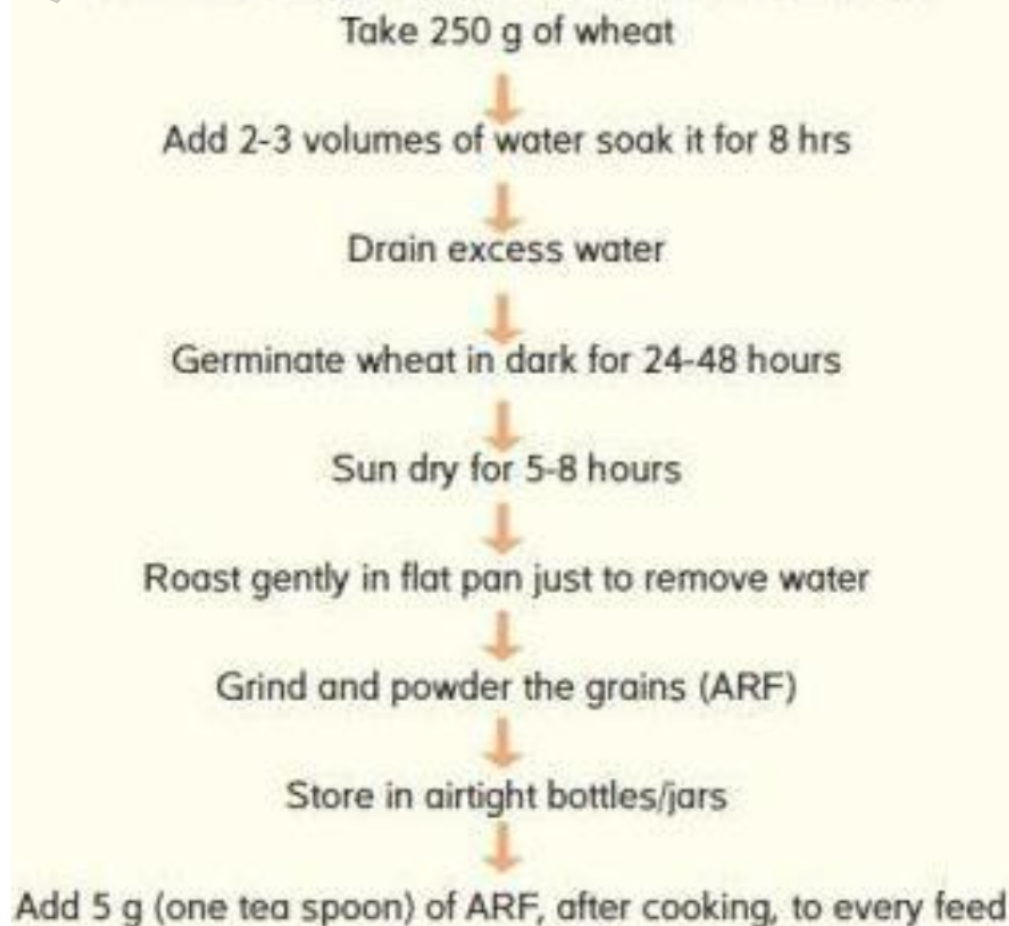 Take 250 g of wheat
Add 2-3 volumes of water soak it for 8 hrs
Drain excess water
Germinate wheat in dark for 24-48 hours
Sun dry for 5-8 hours
Roast gently in flat pan just to remove water
Grind and powder the grains (ARF)
Store in airtight bottles/jars
Add 5 g (one tea spoon) of ARF, after cooking, to every feed